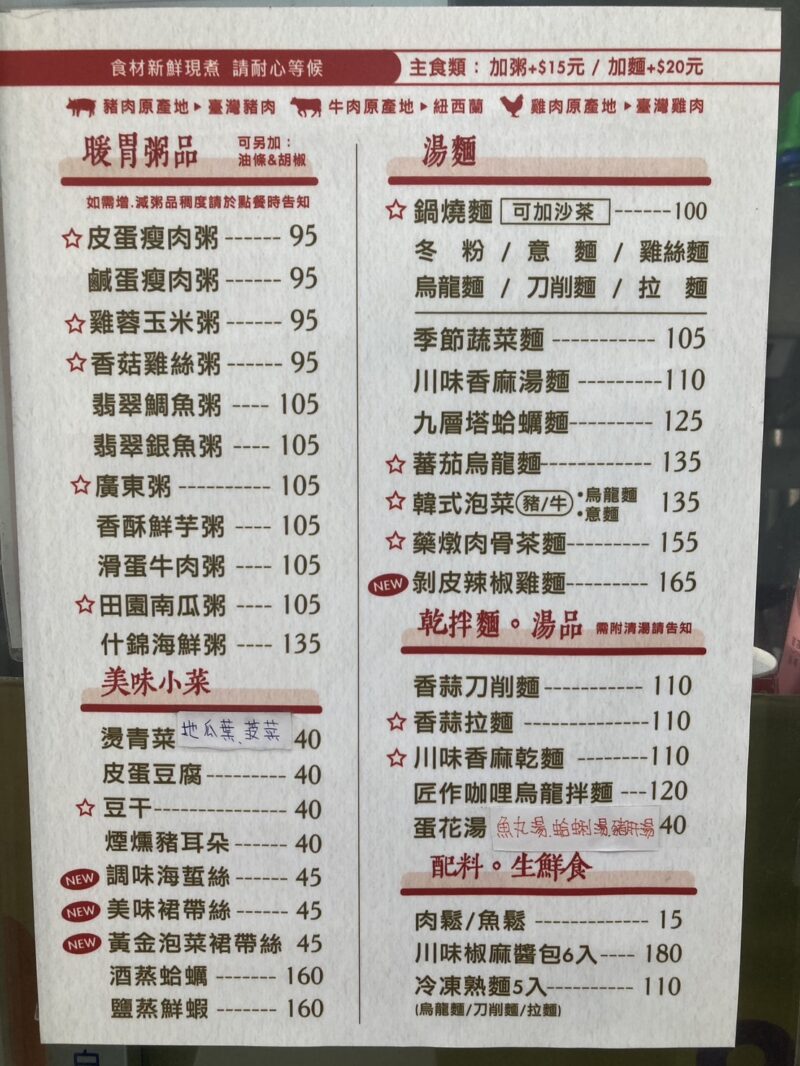 食材新鮮現煮 請耐心等候
主食類：加粥+$15元 / 加麵+$20元
豬肉原產地▸臺灣豬肉 牛肉原產地▸紐西蘭 雞肉原產地▸臺灣雞肉
暖胃粥品 可另加：油條&胡椒
如需增.減粥品稠度請於點餐時告知
☆皮蛋瘦肉粥------95
鹹蛋瘦肉粥------95
☆雞蓉玉米粥------95
☆香菇雞絲粥------95
翡翠鯛魚粥----105
翡翠銀魚粥----105
☆廣東粥----------105
香酥鮮芋粥----105
滑蛋牛肉粥----105
☆田園南瓜粥----105
什錦海鮮粥----135
美味小菜
燙青菜 地瓜葉、菠菜 40
皮蛋豆腐---------40
☆豆干--------------40
煙燻豬耳朵------40
NEW 調味海蜇絲------45
NEW 美味裙帶絲------45
NEW 黃金泡菜裙帶絲 45
酒蒸蛤蠣-------160
鹽蒸鮮蝦-------160
湯麵
☆鍋燒麵 可加沙茶------100
冬粉 / 意麵 / 雞絲麵
烏龍麵 / 刀削麵 / 拉麵
季節蔬菜麵-----------105
川味香麻湯麵---------110
九層塔蛤蠣麵---------125
☆蕃茄烏龍麵------------135
☆韓式泡菜(豬/牛) •烏龍麵 •意麵 135
☆藥燉肉骨茶麵---------155
NEW 剝皮辣椒雞麵---------165
乾拌麵。湯品 需附清湯請告知
香蒜刀削麵-----------110
☆香蒜拉麵-------------110
☆川味香麻乾麵---------110
匠作咖哩烏龍拌麵---120
蛋花湯 魚丸湯、蛤蜊湯、豬肝湯 40
配料。生鮮食
肉鬆/魚鬆-------------15
川味椒麻醬包6入----180
冷凍熟麵5入----------110
(烏龍麵/刀削麵/拉麵)